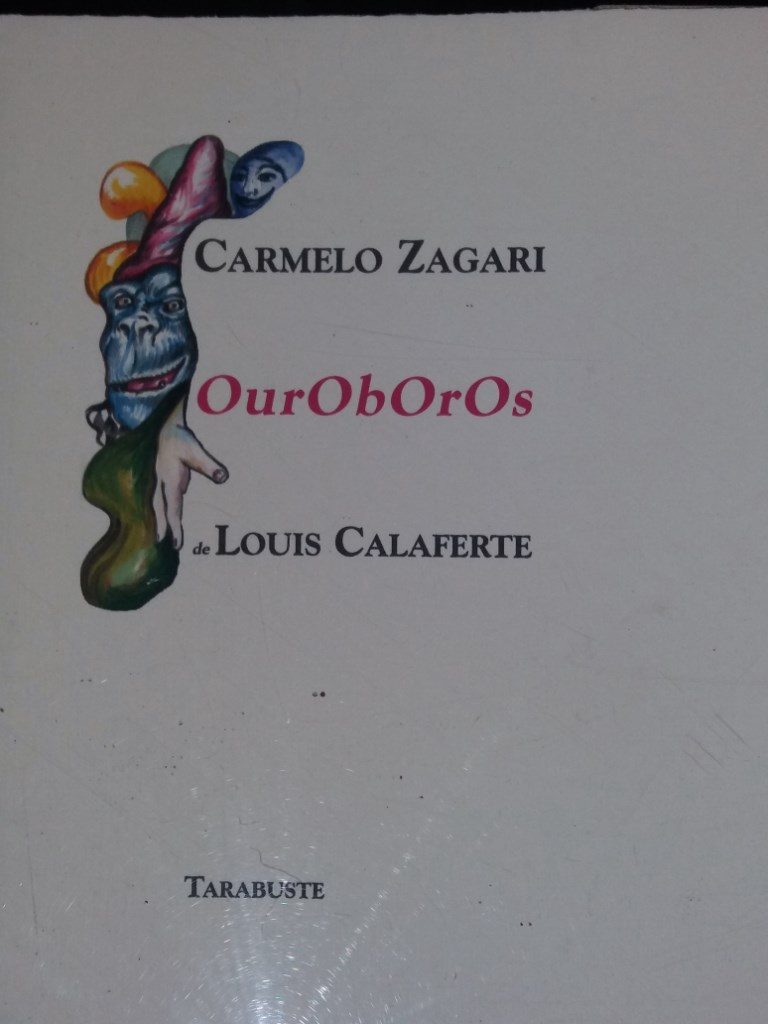 CARMELO ZAGARI
OurObOrOs
de LOUIS CALAFERTE
TARABUSTE